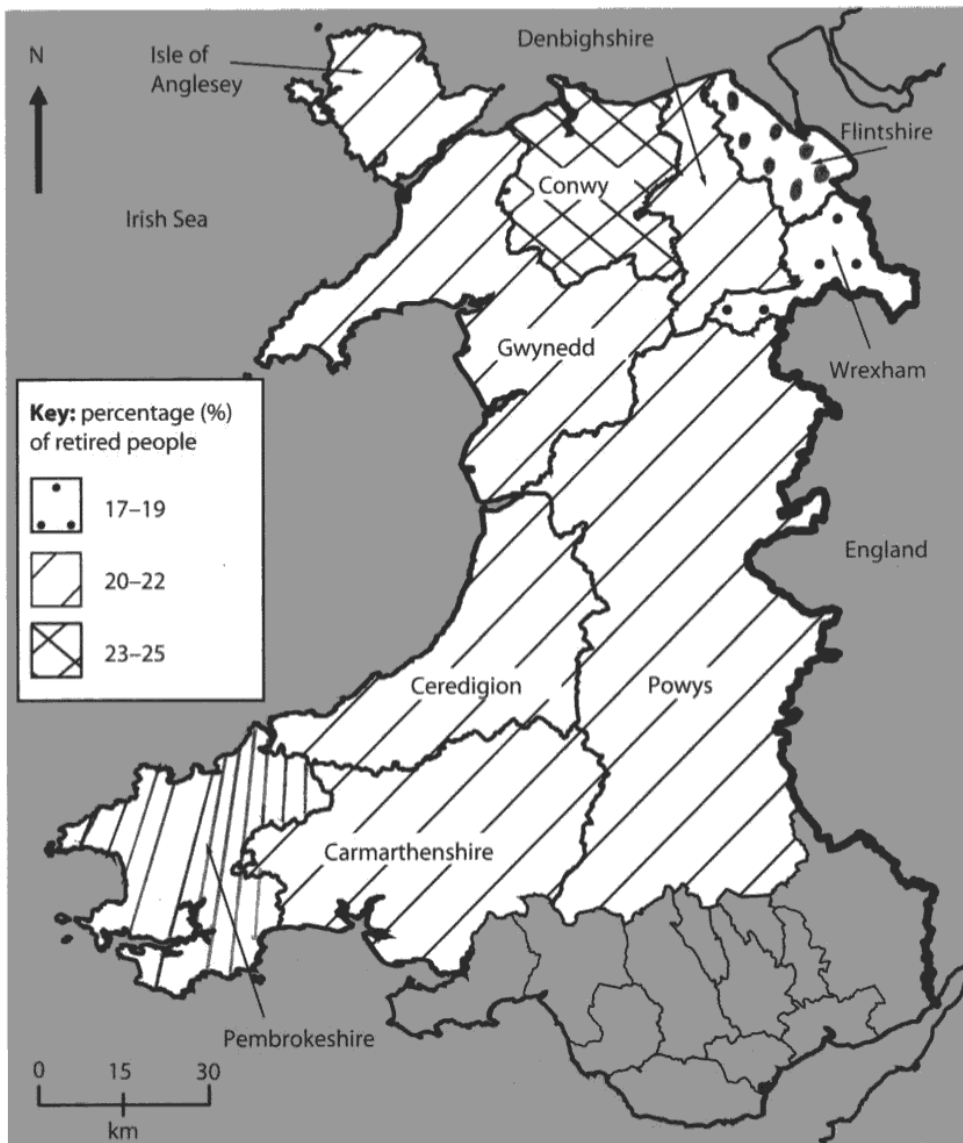 N
Isle of
Anglesey
Denbighshire
Flintshire
Conwy
Irish Sea
Gwynedd
Wrexham
Key: percentage (%)
of retired people
17–19
20–22
23–25
England
Ceredigion
Powys
Carmarthenshire
Pembrokeshire
0 15 30
km